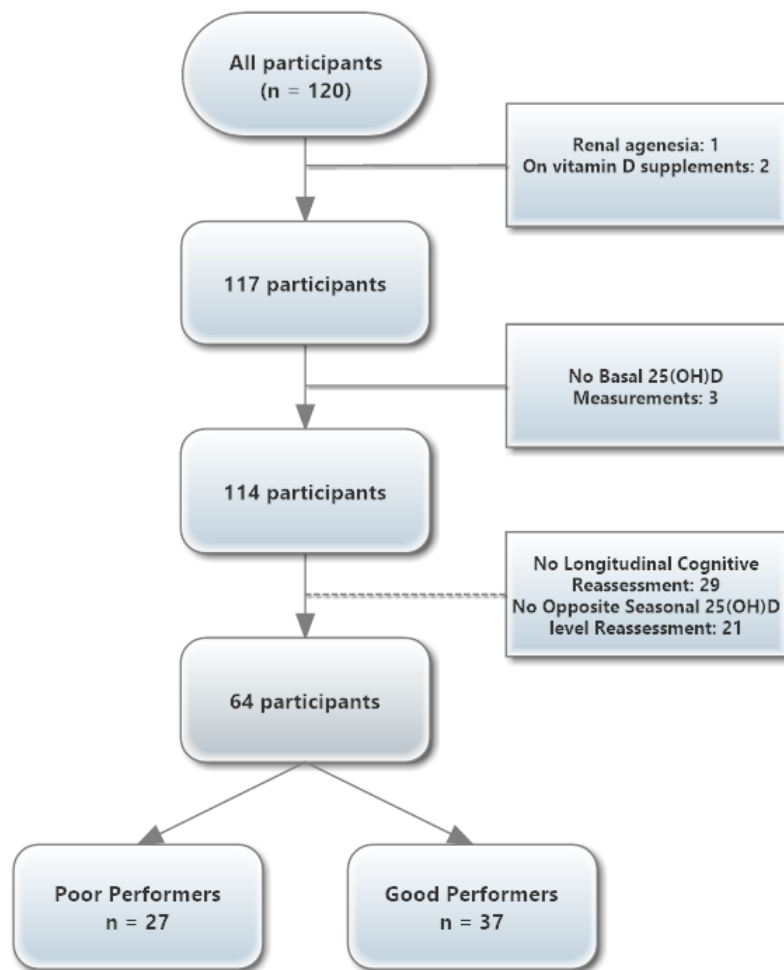 All participants
(n = 120)
Renal agenesia: 1
On vitamin D supplements: 2
117 participants
No Basal 25(OH)D
Measurements: 3
114 participants
No Longitudinal Cognitive
Reassessment: 29
No Opposite Seasonal 25(OH)D
level Reassessment: 21
64 participants
Poor Performers
n = 27
Good Performers
n = 37